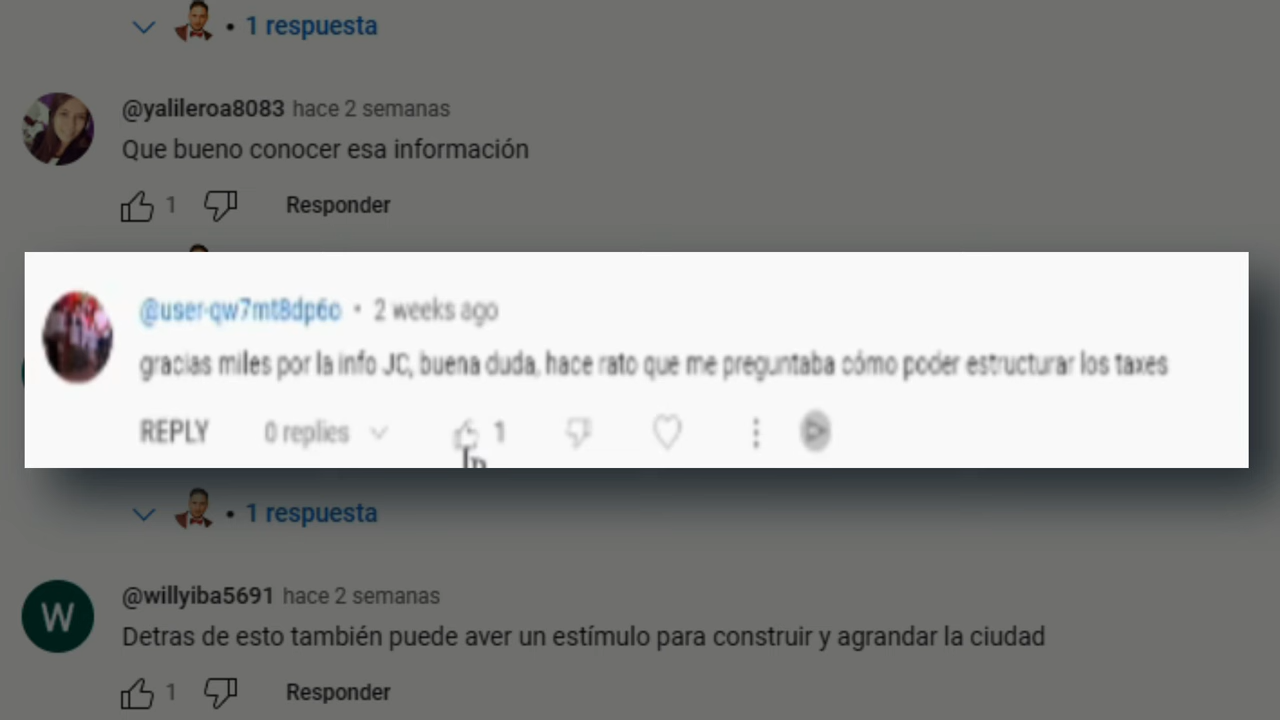 • 1 respuesta
@yalileroa8083 hace 2 semanas
Que bueno conocer esa información
1 Responder
@user-qw7mt8dp6o • 2 weeks ago
gracias miles por la info JC, buena duda, hace rato que me preguntaba cómo poder estructurar los taxes
REPLY 0 replies 1
• 1 respuesta
W
@willyiba5691 hace 2 semanas
Detras de esto también puede aver un estímulo para construir y agrandar la ciudad
1 Responder